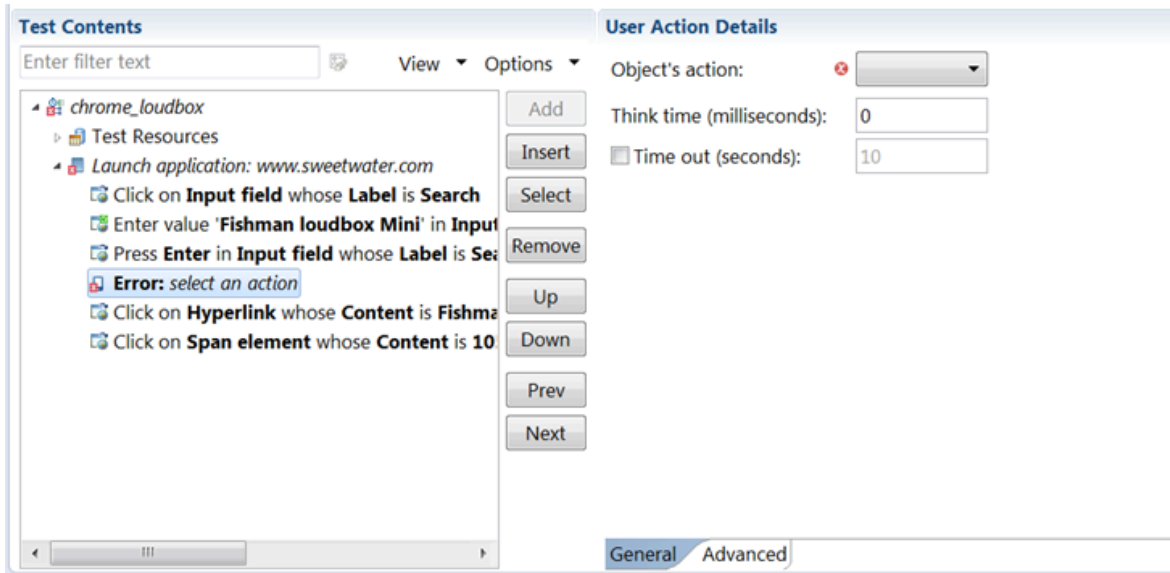 Test Contents
Enter filter text
View Options
chrome_loudbox
Test Resources
Launch application: www.sweetwater.com
Click on Input field whose Label is Search
Enter value 'Fishman loudbox Mini' in Input
Press Enter in Input field whose Label is Sea
Error: select an action
Click on Hyperlink whose Content is Fishma
Click on Span element whose Content is 10
Add
Insert
Select
Remove
Up
Down
Prev
Next
User Action Details
Object's action:
Think time (milliseconds): 0
Time out (seconds): 10
General Advanced